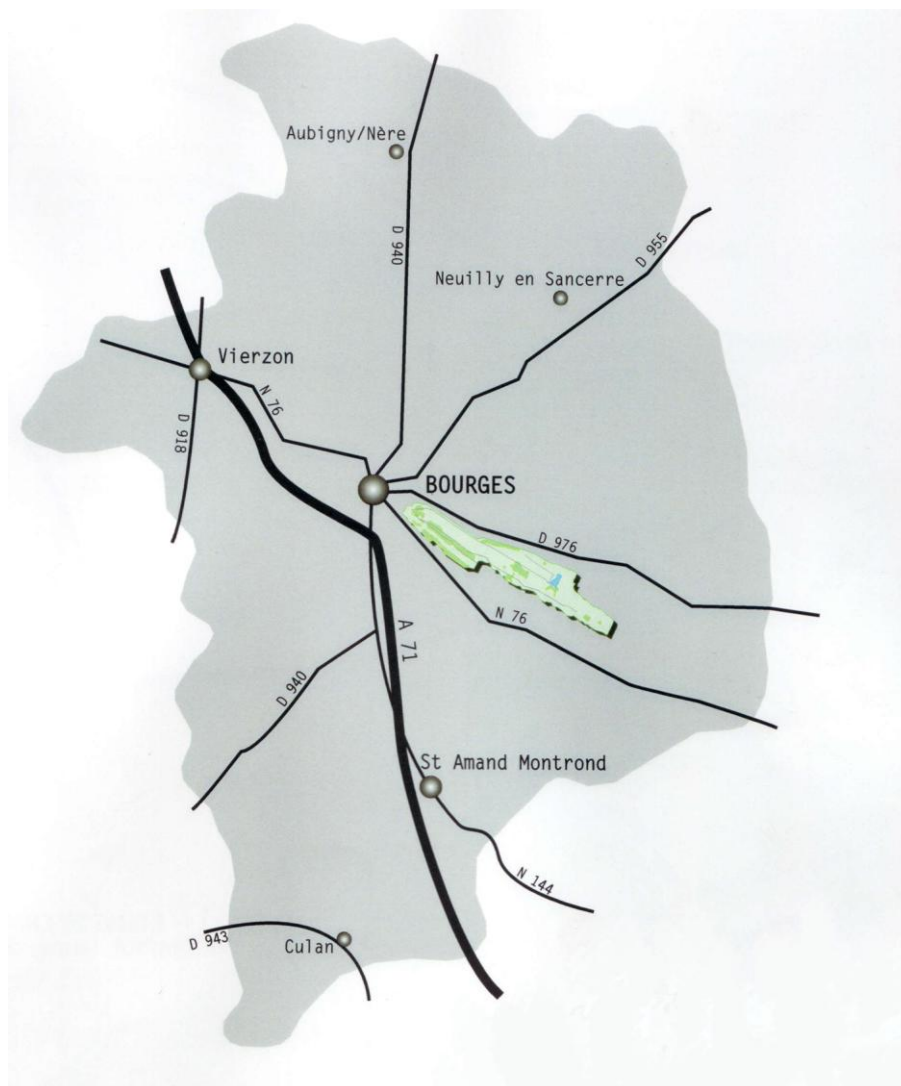 Aubigny/Nère
D 940
D 955
Neuilly en Sancerre
Vierzon
N 76
D 918
BOURGES
D 976
N 76
A 71
D 940
St Amand Montrond
N 144
D 943
Culan